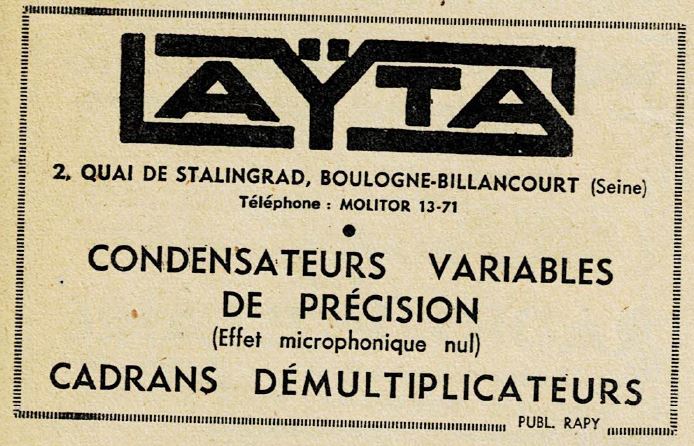 LAŸTA
2, QUAI DE STALINGRAD, BOULOGNE-BILLANCOURT (Seine)
Téléphone : MOLITOR 13-71
•
CONDENSATEURS VARIABLES
DE PRÉCISION
(Effet microphonique nul)
CADRANS DÉMULTIPLICATEURS
PUBL. RAPY